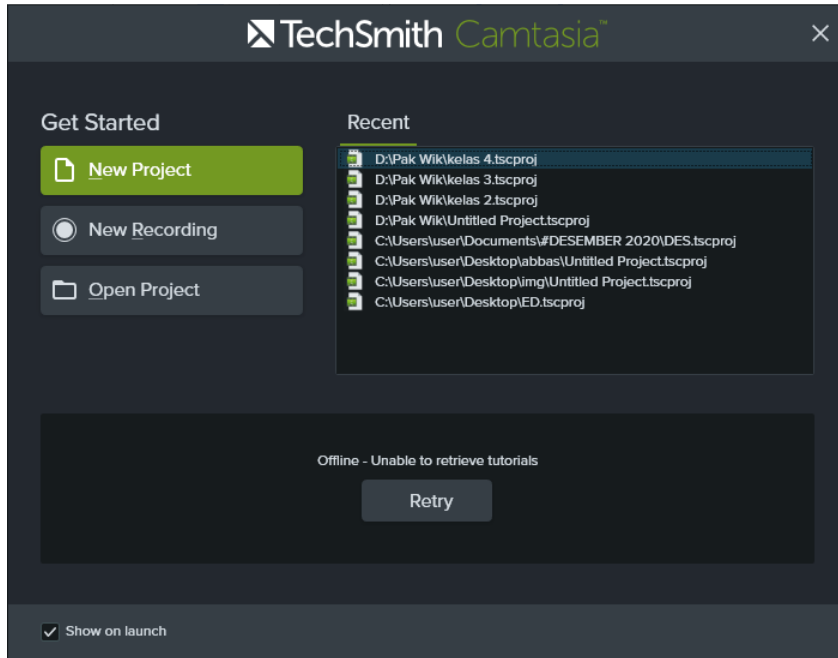 TechSmith Camtasia™
Get Started
New Project
New Recording
Open Project
Recent
D:\Pak Wik\kelas 4.tscproj
D:\Pak Wik\kelas 3.tscproj
D:\Pak Wik\kelas 2.tscproj
D:\Pak Wik\Untitled Project.tscproj
C:\Users\user\Documents\#DESEMBER 2020\DES.tscproj
C:\Users\user\Desktop\abbas\Untitled Project.tscproj
C:\Users\user\Desktop\img\Untitled Project.tscproj
C:\Users\user\Desktop\ED.tscproj
Offline - Unable to retrieve tutorials
Retry
Show on launch